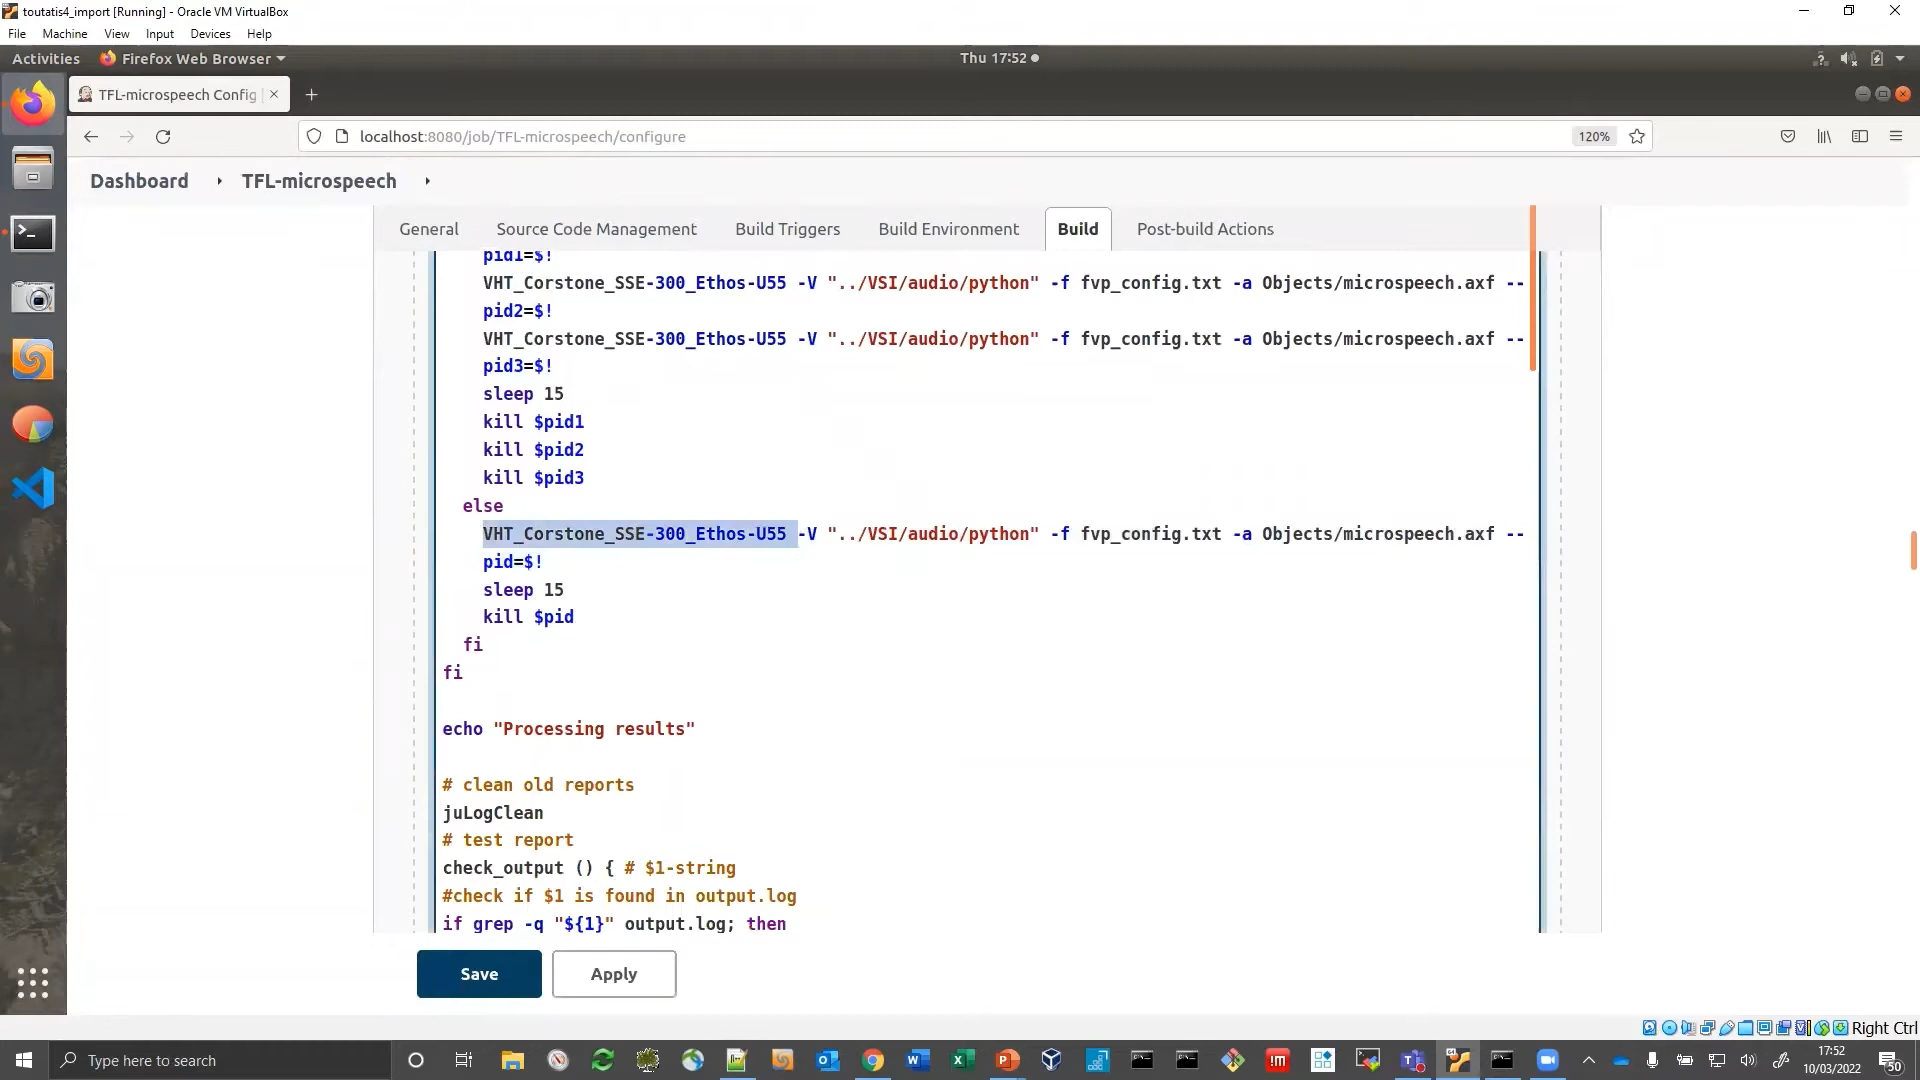 toutatis4_import [Running] - Oracle VM VirtualBox
File Machine View Input Devices Help
Activities Firefox Web Browser Thu 17:52
TFL-microspeech Config
localhost:8080/job/TFL-microspeech/configure 120%
Dashboard TFL-microspeech
General Source Code Management Build Triggers Build Environment Build Post-build Actions
pid1=$!
VHT_Corstone_SSE-300_Ethos-U55 -V "../VSI/audio/python" -f fvp_config.txt -a Objects/microspeech.axf --
pid2=$!
VHT_Corstone_SSE-300_Ethos-U55 -V "../VSI/audio/python" -f fvp_config.txt -a Objects/microspeech.axf --
pid3=$!
sleep 15
kill $pid1
kill $pid2
kill $pid3
else
VHT_Corstone_SSE-300_Ethos-U55 -V "../VSI/audio/python" -f fvp_config.txt -a Objects/microspeech.axf --
pid=$!
sleep 15
kill $pid
fi
fi
echo "Processing results"
# clean old reports
juLogClean
# test report
check_output () { # $1-string
#check if $1 is found in output.log
if grep -q "${1}" output.log; then
Save Apply
Right Ctrl
Type here to search
17:52
10/03/2022
50